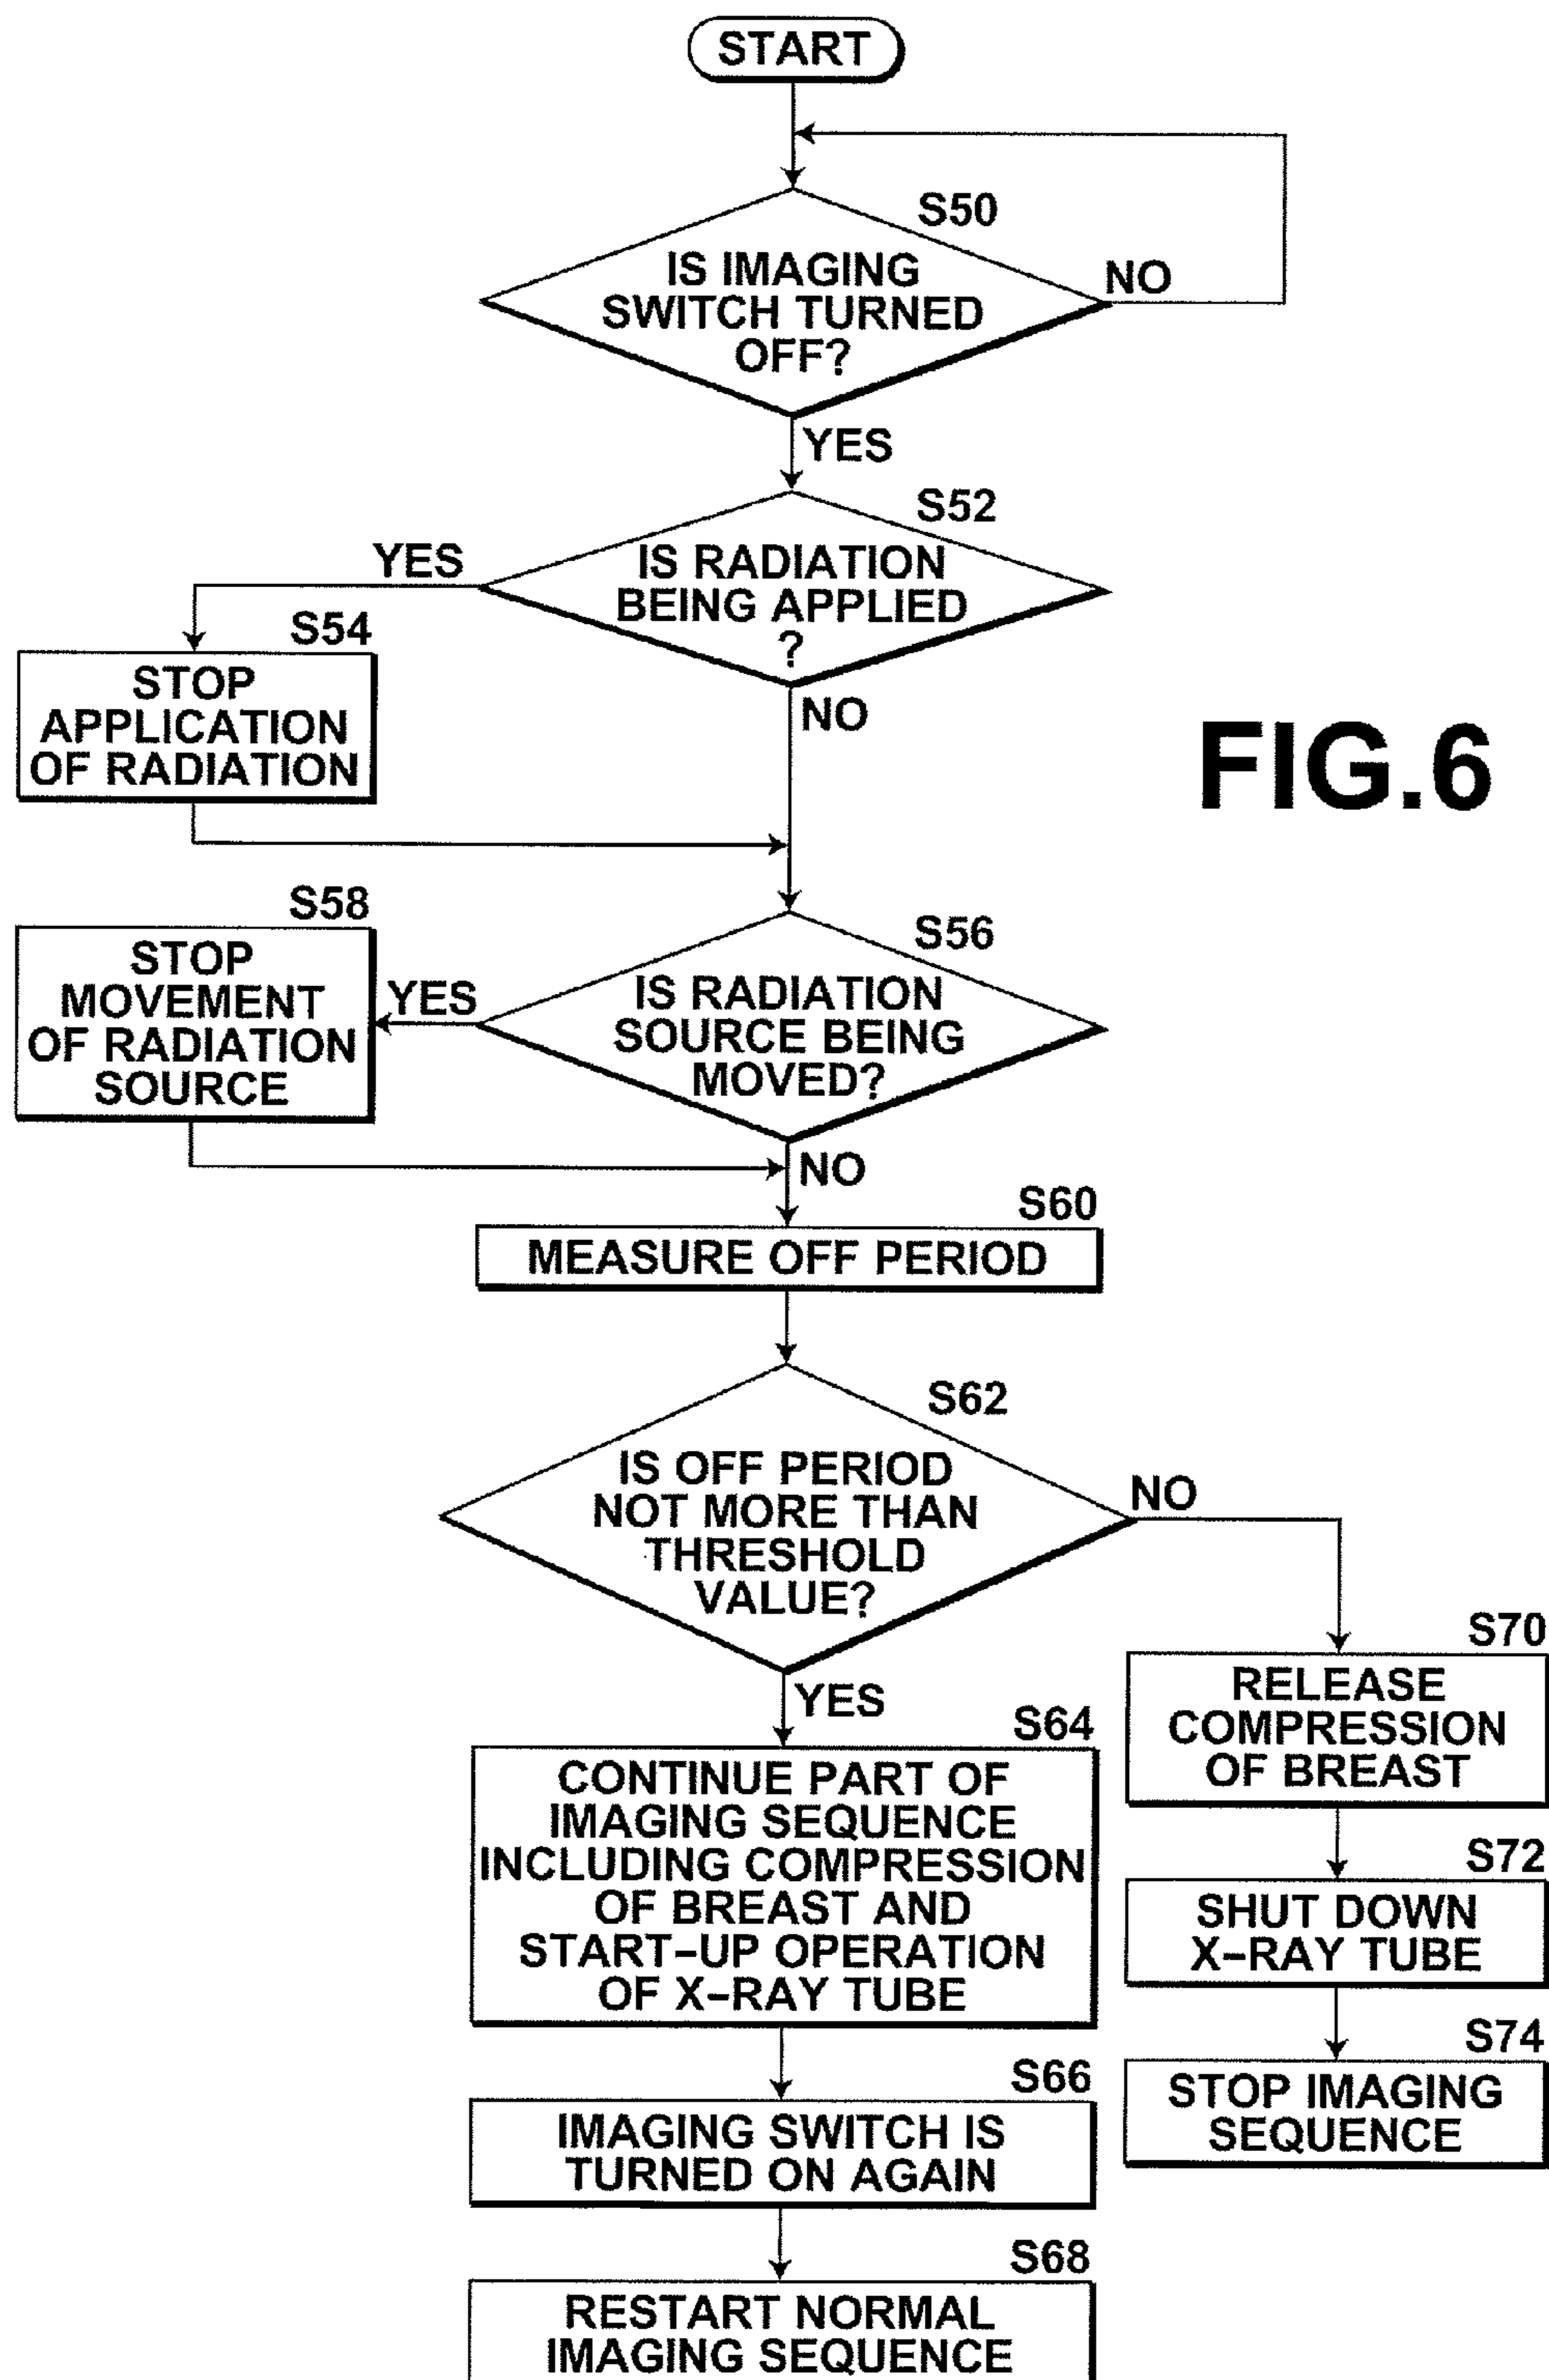 START
S50
IS IMAGING
SWITCH TURNED
OFF?
NO
YES
S52
IS RADIATION
BEING APPLIED
?
YES
S54
STOP
APPLICATION
OF RADIATION
NO
FIG.6
S56
IS RADIATION
SOURCE BEING
MOVED?
YES
S58
STOP
MOVEMENT
OF RADIATION
SOURCE
NO
S60
MEASURE OFF PERIOD
S62
IS OFF PERIOD
NOT MORE THAN
THRESHOLD
VALUE?
NO
YES
S64
CONTINUE PART OF
IMAGING SEQUENCE
INCLUDING COMPRESSION
OF BREAST AND
START-UP OPERATION
OF X-RAY TUBE
S66
IMAGING SWITCH IS
TURNED ON AGAIN
S68
RESTART NORMAL
IMAGING SEQUENCE
S70
RELEASE
COMPRESSION
OF BREAST
S72
SHUT DOWN
X-RAY TUBE
S74
STOP IMAGING
SEQUENCE